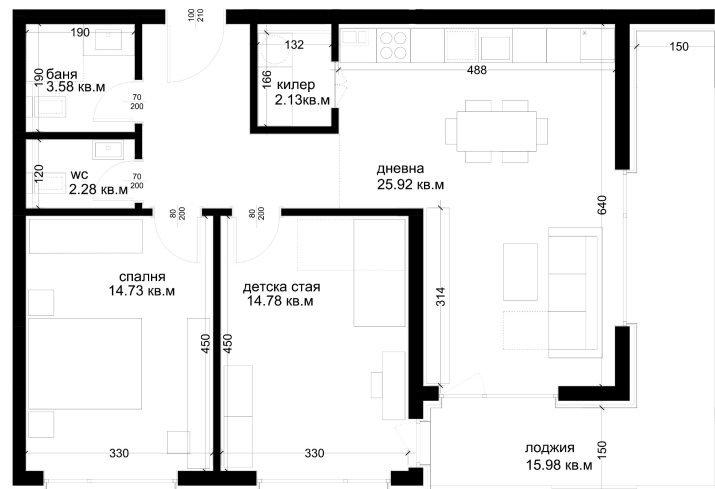 100
210
190
132
150
баня
3.58 кв.м
190
166
килер
2.13кв.м
488
70
200
дневна
25.92 кв.м
wc
2.28 кв.м
120
70
200
80
200
80
200
640
спалня
14.73 кв.м
детска стая
14.78 кв.м
314
450
450
330
330
лоджия
15.98 кв.м
150